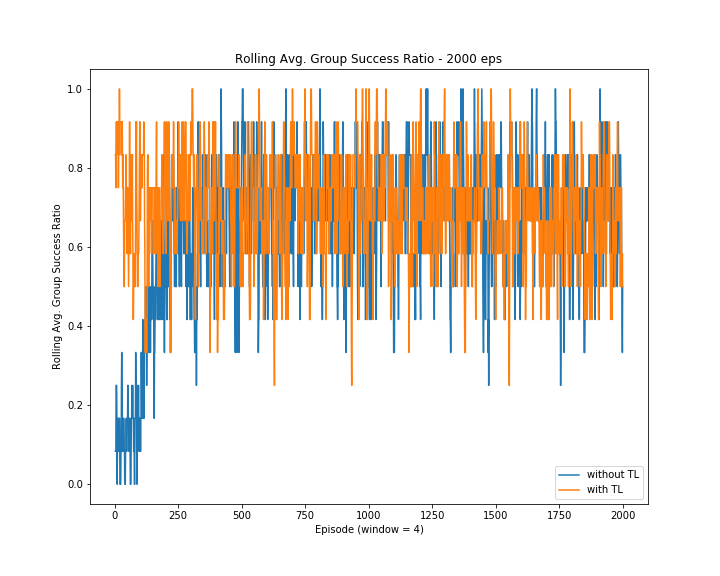 Rolling Avg. Group Success Ratio - 2000 eps
1.0
0.8
0.6
0.4
0.2
0.0
Rolling Avg. Group Success Ratio
0 250 500 750 1000 1250 1500 1750 2000
Episode (window = 4)
without TL
with TL